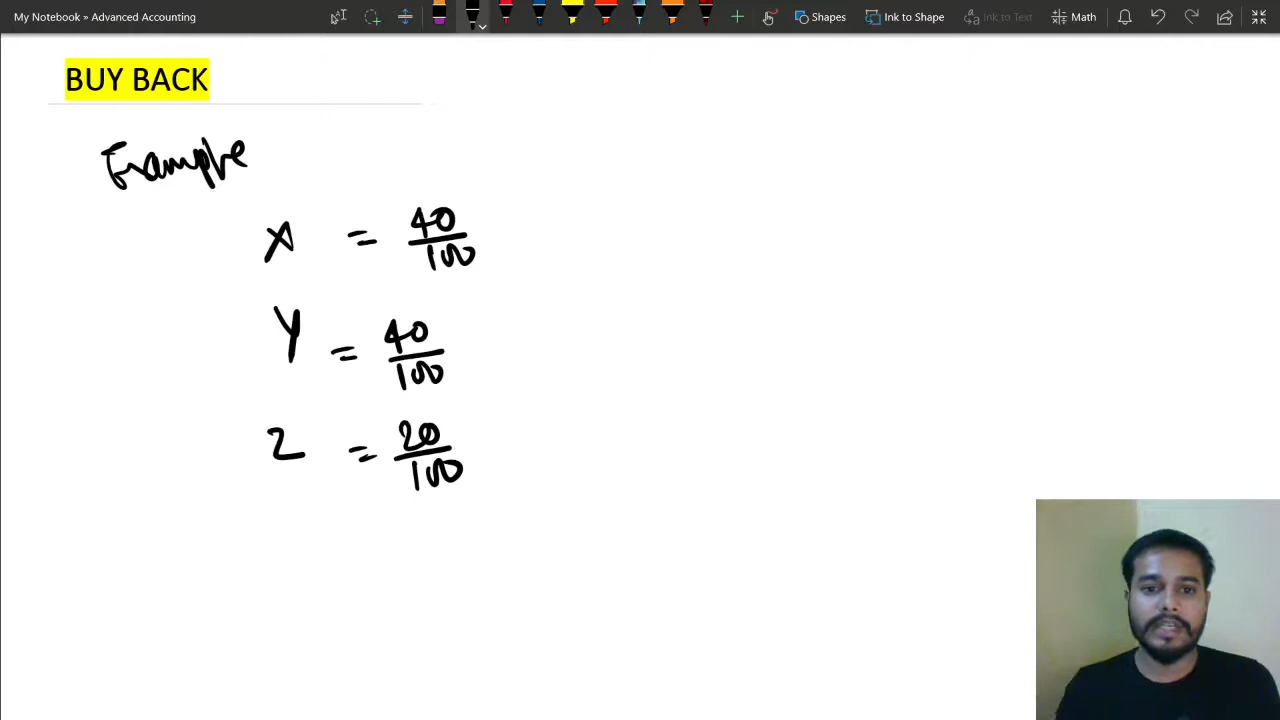 My Notebook » Advanced Accounting Shapes Ink to Shape Ink to Text Math
BUY BACK
Example
X = 40/100
Y = 40/100
Z = 20/100